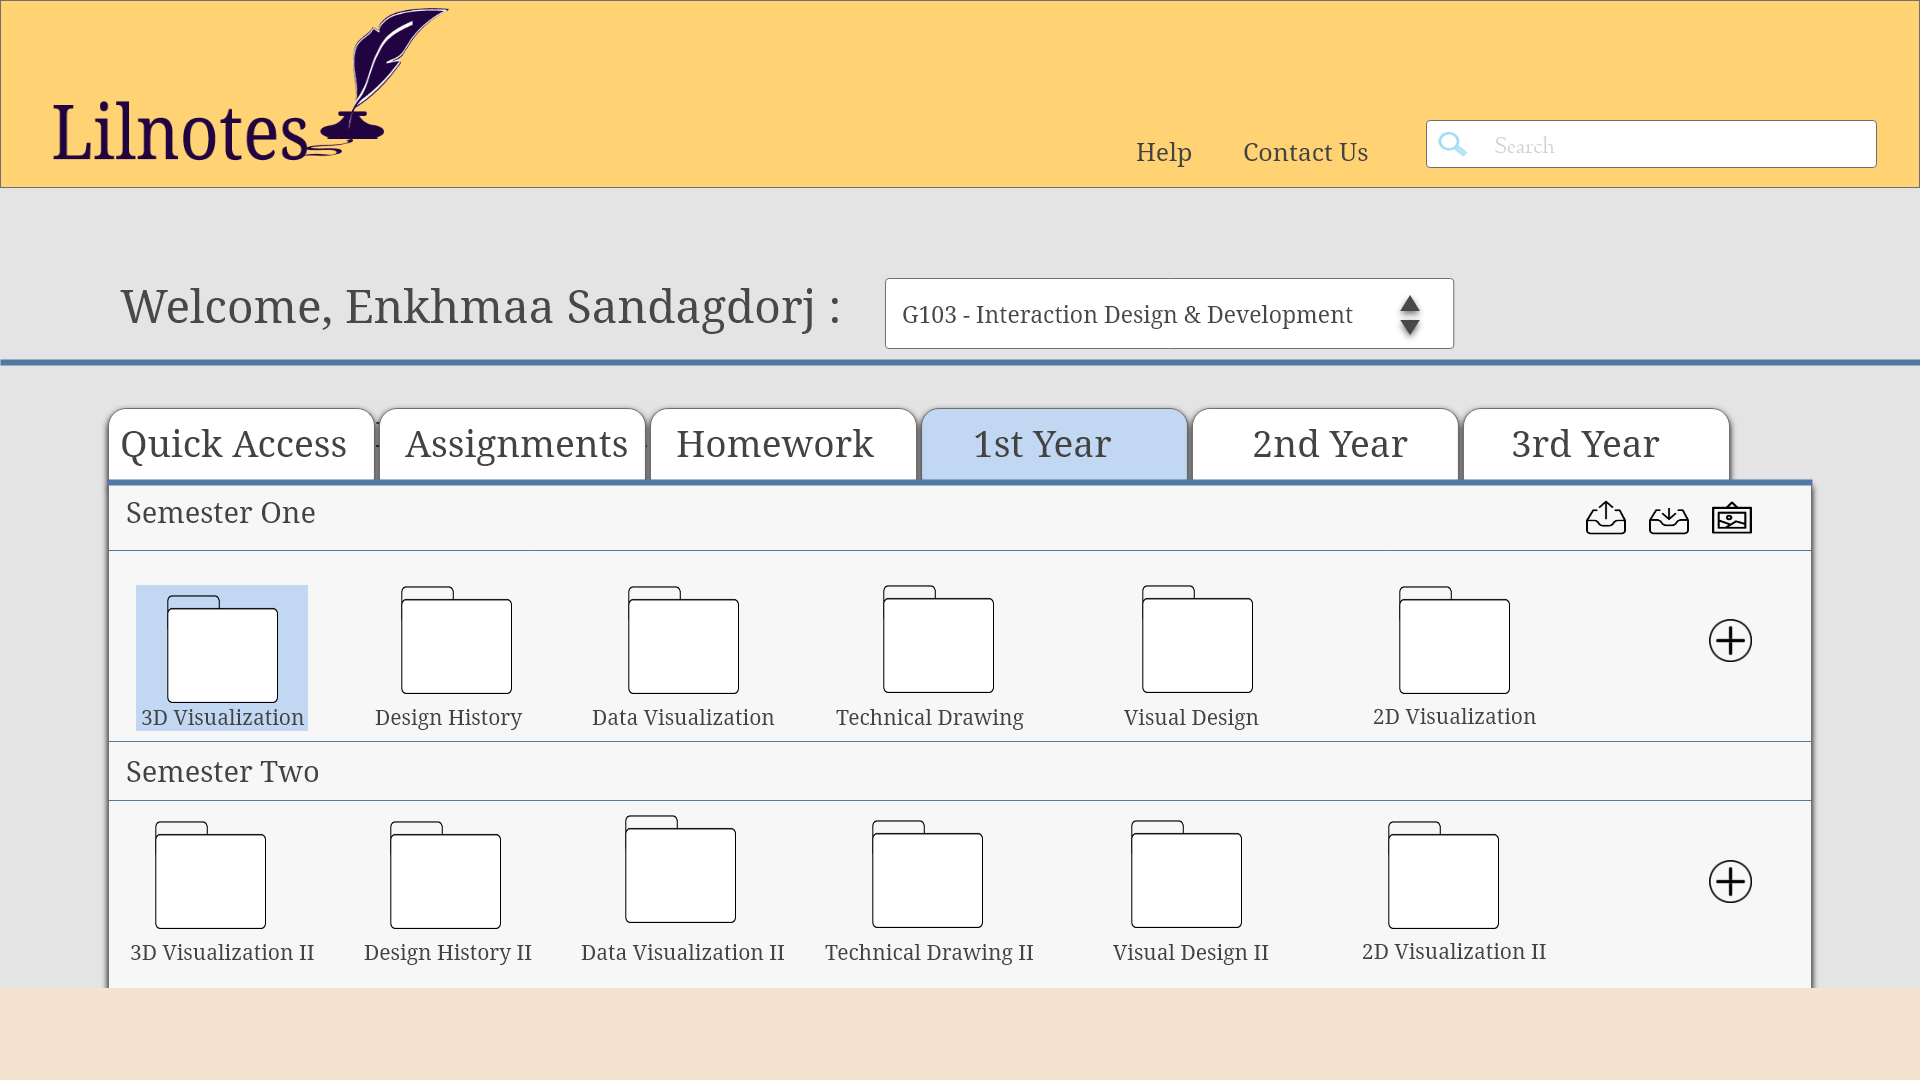 Lilnotes
Help Contact Us Search
Welcome, Enkhmaa Sandagdorj : G103 - Interaction Design & Development
Quick Access Assignments Homework 1st Year 2nd Year 3rd Year
Semester One
3D Visualization Design History Data Visualization Technical Drawing Visual Design 2D Visualization
Semester Two
3D Visualization II Design History II Data Visualization II Technical Drawing II Visual Design II 2D Visualization II